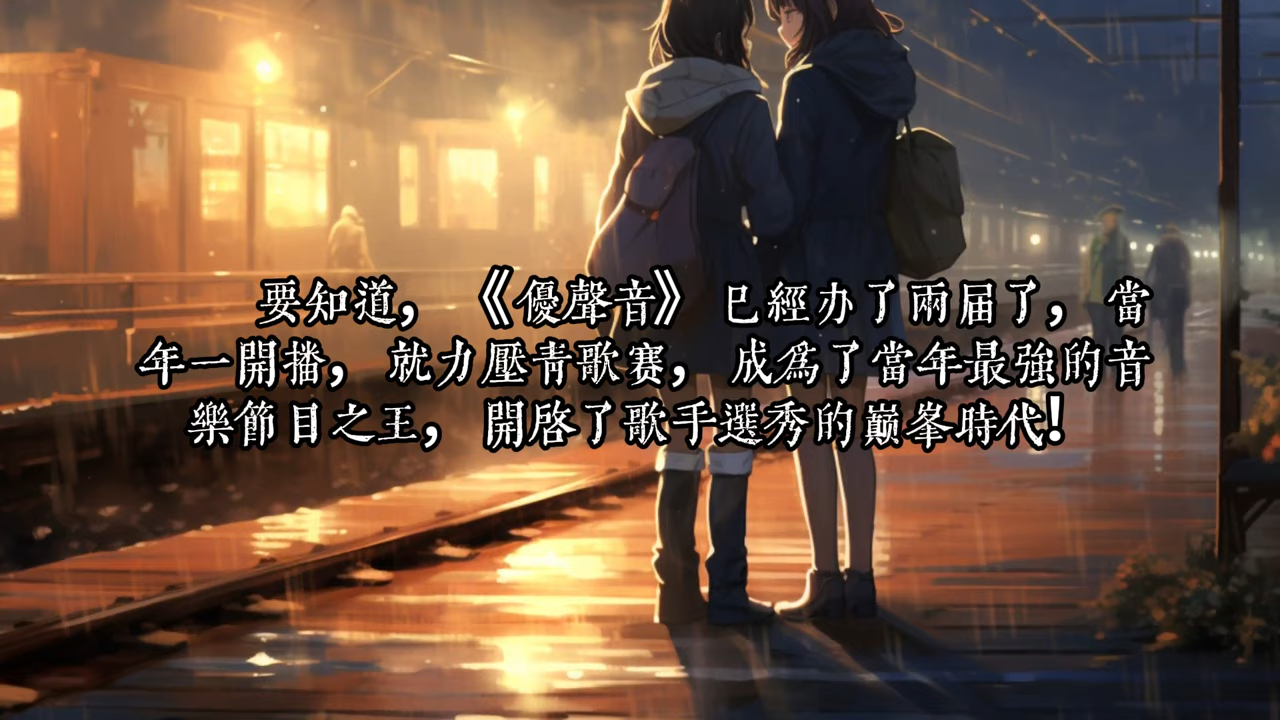 要知道，《優聲音》已經办了兩届了，當
年一開播，就力壓青歌賽，成爲了當年最強的音
樂節目之王，開啓了歌手選秀的巔峯時代！